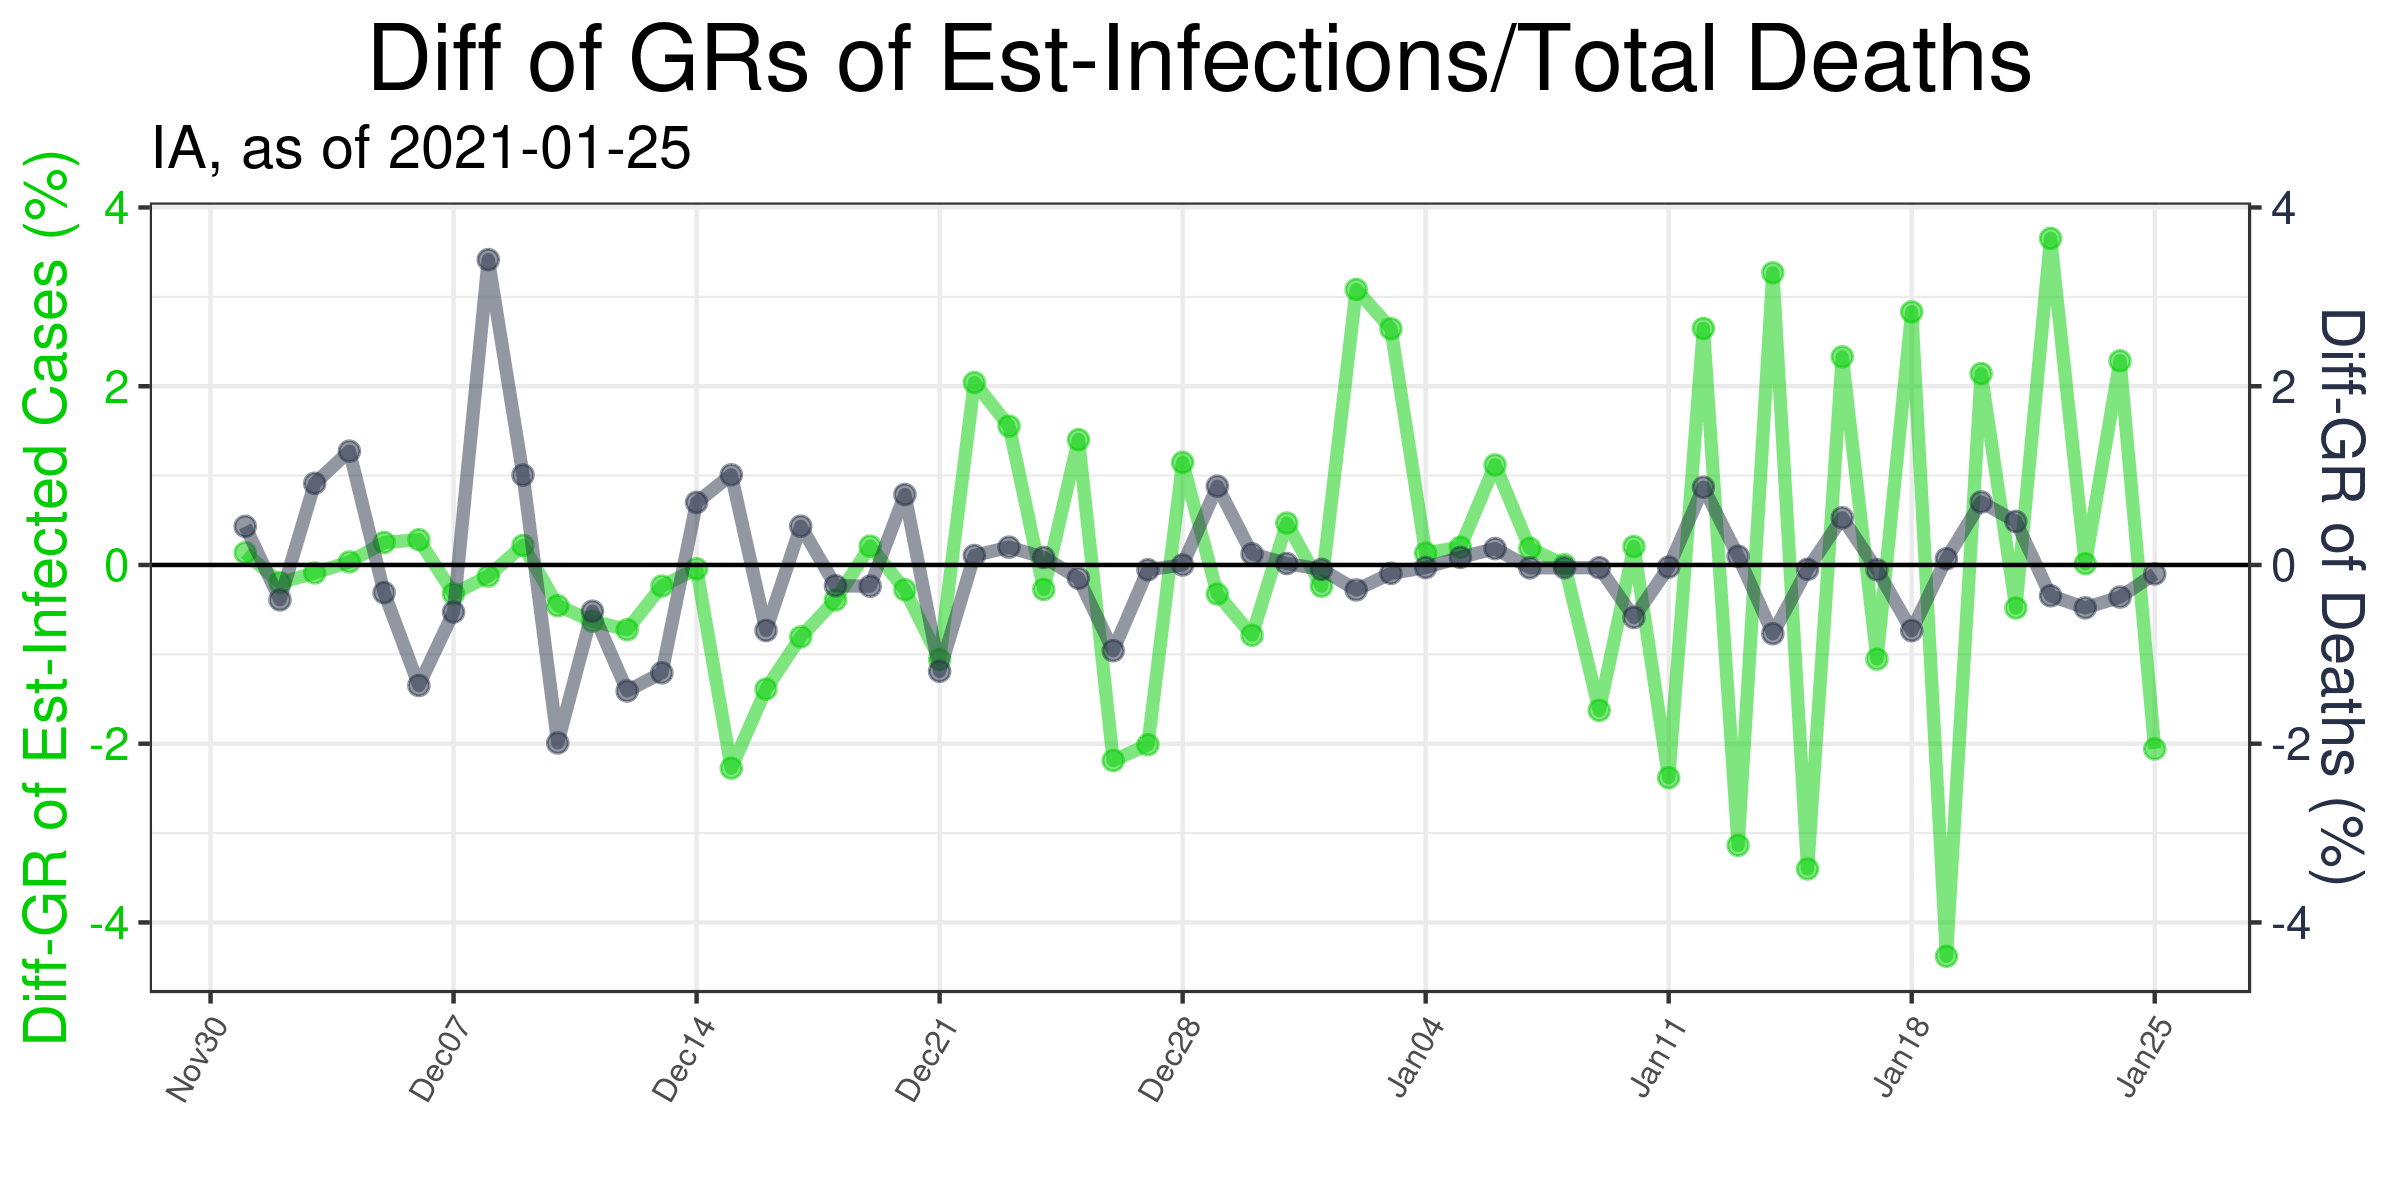 Diff of GRs of Est-Infections/Total Deaths
IA, as of 2021-01-25
Diff-GR of Est-Infected Cases (%)
4
2
0
-2
-4
4
2
0
-2
-4
Diff-GR of Deaths (%)
Nov30
Dec07
Dec14
Dec21
Dec28
Jan04
Jan11
Jan18
Jan25